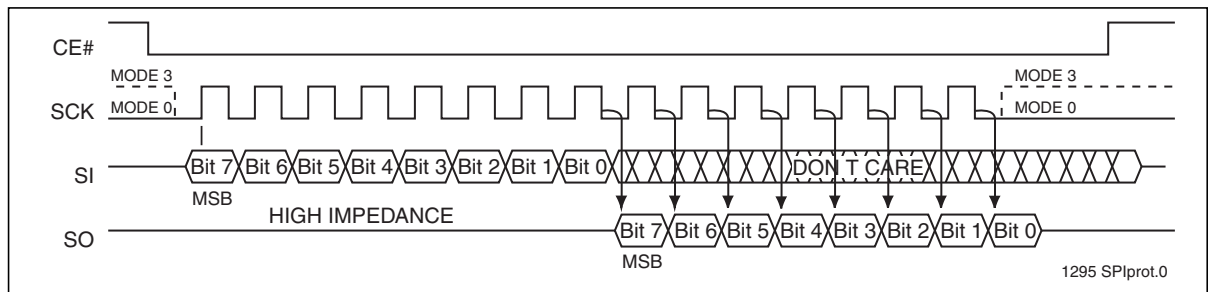 CE#
MODE 3 MODE 3
SCK MODE 0 MODE 0
SI Bit 7 Bit 6 Bit 5 Bit 4 Bit 3 Bit 2 Bit 1 Bit 0 DON T CARE
MSB
HIGH IMPEDANCE
SO Bit 7 Bit 6 Bit 5 Bit 4 Bit 3 Bit 2 Bit 1 Bit 0
MSB
1295 SPIprot.0